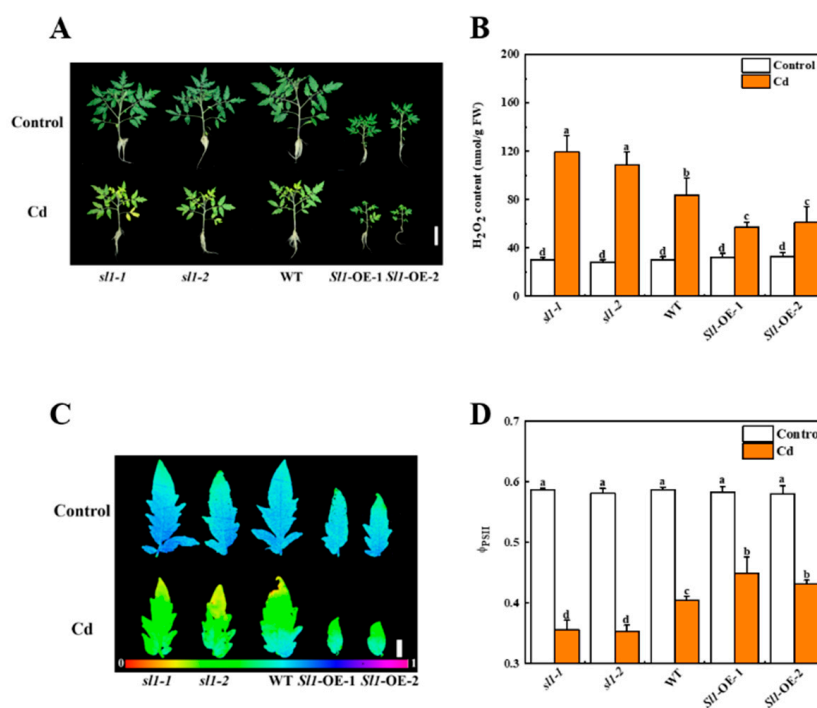 A
Control
Cd
sl1-1 sl1-2 WT Sl1-OE-1 Sl1-OE-2
B
H₂O₂ content (nmol/g FW)
200
160
120
80
60
30
0
Control
Cd
d a d a d b d c d c
sl1-1 sl1-2 WT Sl1-OE-1 Sl1-OE-2
C
Control
Cd
0 1
sl1-1 sl1-2 WT Sl1-OE-1 Sl1-OE-2
D
ϕPSII
0.7
0.6
0.5
0.4
0.3
Control
Cd
a d a d a c a b a b
sl1-1 sl1-2 WT Sl1-OE-1 Sl1-OE-2